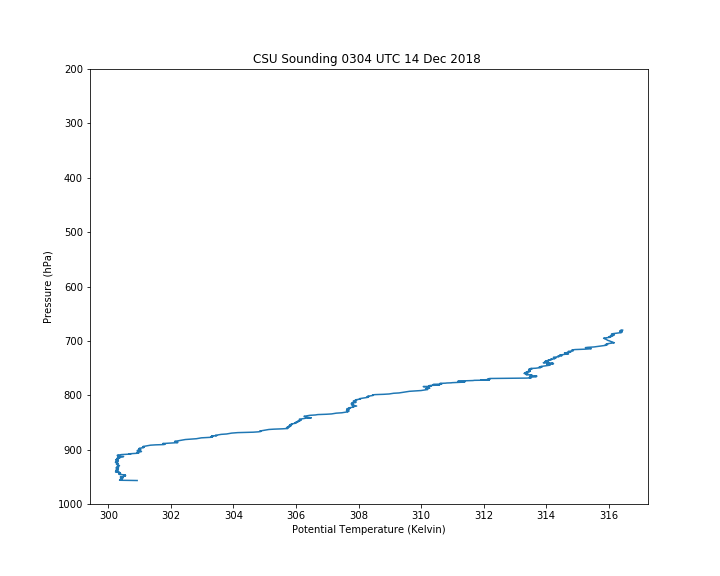 CSU Sounding 0304 UTC 14 Dec 2018
200
300
400
500
600
700
800
900
1000
Pressure (hPa)
300 302 304 306 308 310 312 314 316
Potential Temperature (Kelvin)